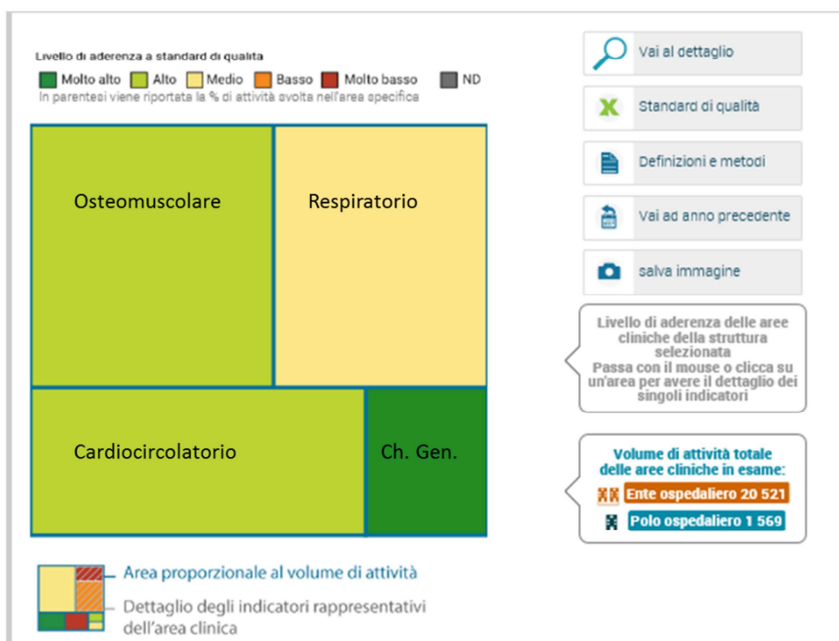 Livello di aderenza a standard di qualita
Molto alto Alto Medio Basso Molto basso ND
In parentesi viene riportata la % di attività svolta nell'area specifica
Osteomuscolare
Respiratorio
Cardiocircolatorio
Ch. Gen.
Area proporzionale al volume di attività
Dettaglio degli indicatori rappresentativi
dell'area clinica
Vai al dettaglio
Standard di qualità
Definizioni e metodi
Vai ad anno precedente
salva immagine
Livello di aderenza delle aree
cliniche della struttura
selezionata
Passa con il mouse o clicca su
un'area per avere il dettaglio dei
singoli indicatori
Volume di attività totale
delle aree cliniche in esame:
Ente ospedaliero 20 521
Polo ospedaliero 1 569